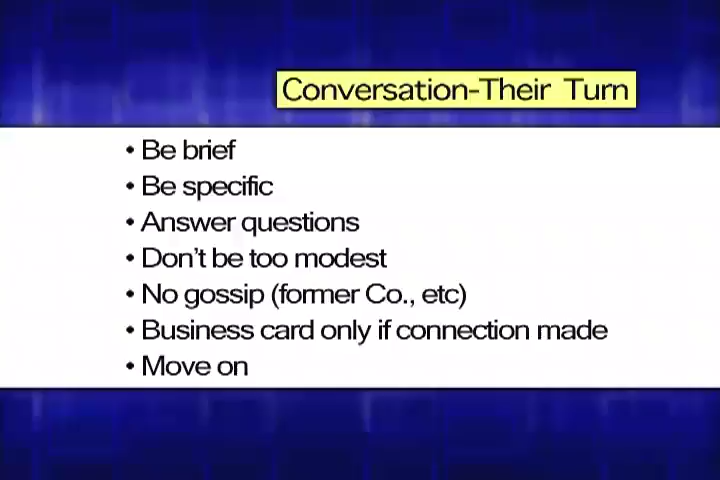 Conversation-Their Turn
• Be brief
• Be specific
• Answer questions
• Don't be too modest
• No gossip (former Co., etc)
• Business card only if connection made
• Move on